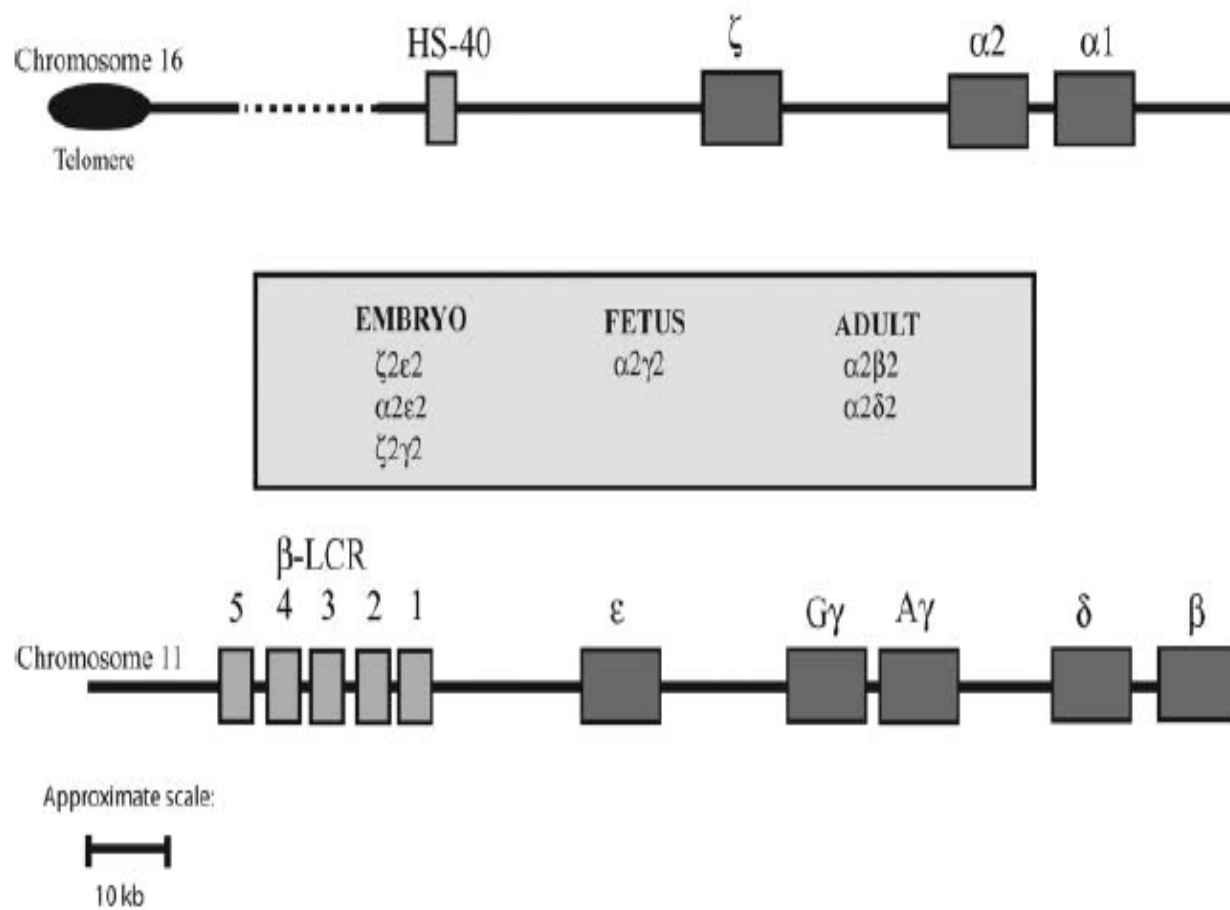 HS-40 ζ α2 α1
Chromosome 16
Telomere
EMBRYO FETUS ADULT
ζ2ε2 α2γ2 α2β2
α2ε2 α2δ2
ζ2γ2
β-LCR
5 4 3 2 1 ε Gγ Aγ δ β
Chromosome 11
Approximate scale:
10 kb